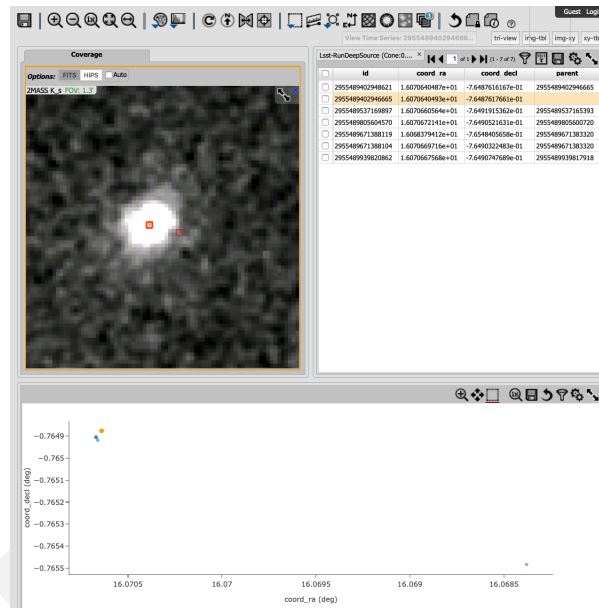 Guest Logi
View Time Series: 295548940294666...
tri-view
img-tbl
img-xy
xy-tb
Coverage
Options: FITS HiPS Auto
2MASS K_s FOV: 1.3'
Lsst-RunDeepSource (Cone:0.... × 1 of 1 (1 - 7 of 7)
id coord_ra coord_decl parent
2955489402948621 1.6070640487e+01 -7.6487616167e-01 2955489402946665
2955489402946665 1.6070640493e+01 -7.6487617661e-01
2955489537169897 1.6070660564e+01 -7.6491915362e-01 2955489537165393
2955489805604570 1.6070672141e+01 -7.6490521631e-01 2955489805600720
2955489671388119 1.6068379412e+01 -7.6548405658e-01 2955489671383320
2955489671388104 1.6070669716e+01 -7.6490322483e-01 2955489671383320
2955489939820862 1.6070667568e+01 -7.6490747689e-01 2955489939817918
coord_decl (deg)
−0.7649
−0.765
−0.7651
−0.7652
−0.7653
−0.7654
−0.7655
16.0705 16.07 16.0695 16.069 16.0685
coord_ra (deg)